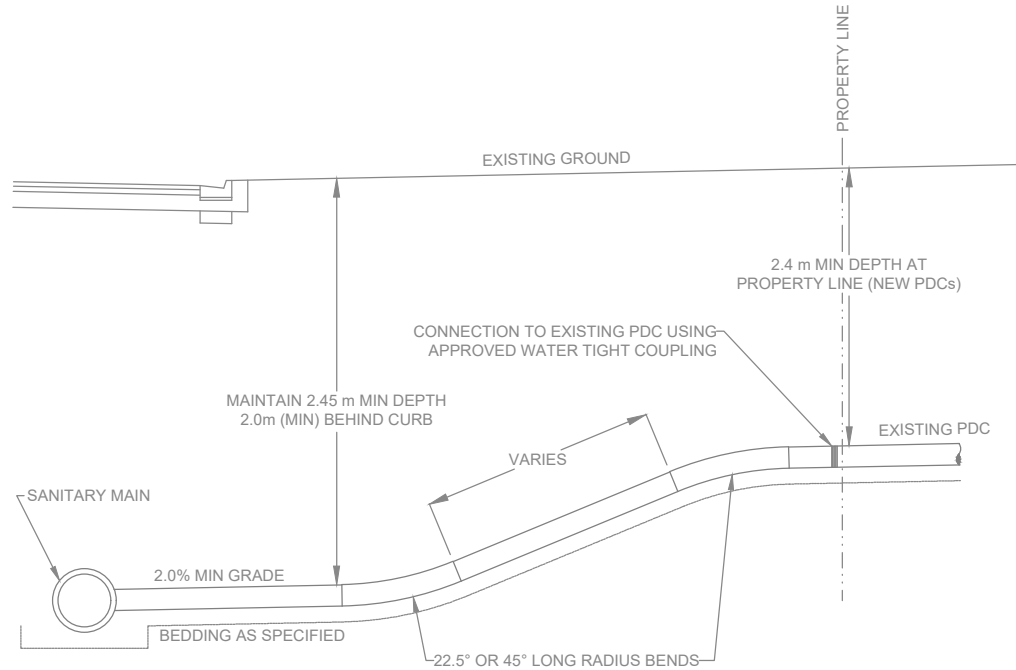 PROPERTY LINE
EXISTING GROUND
2.4 m MIN DEPTH AT
PROPERTY LINE (NEW PDCs)
CONNECTION TO EXISTING PDC USING
APPROVED WATER TIGHT COUPLING
MAINTAIN 2.45 m MIN DEPTH
2.0m (MIN) BEHIND CURB
EXISTING PDC
VARIES
SANITARY MAIN
2.0% MIN GRADE
BEDDING AS SPECIFIED
22.5° OR 45° LONG RADIUS BENDS